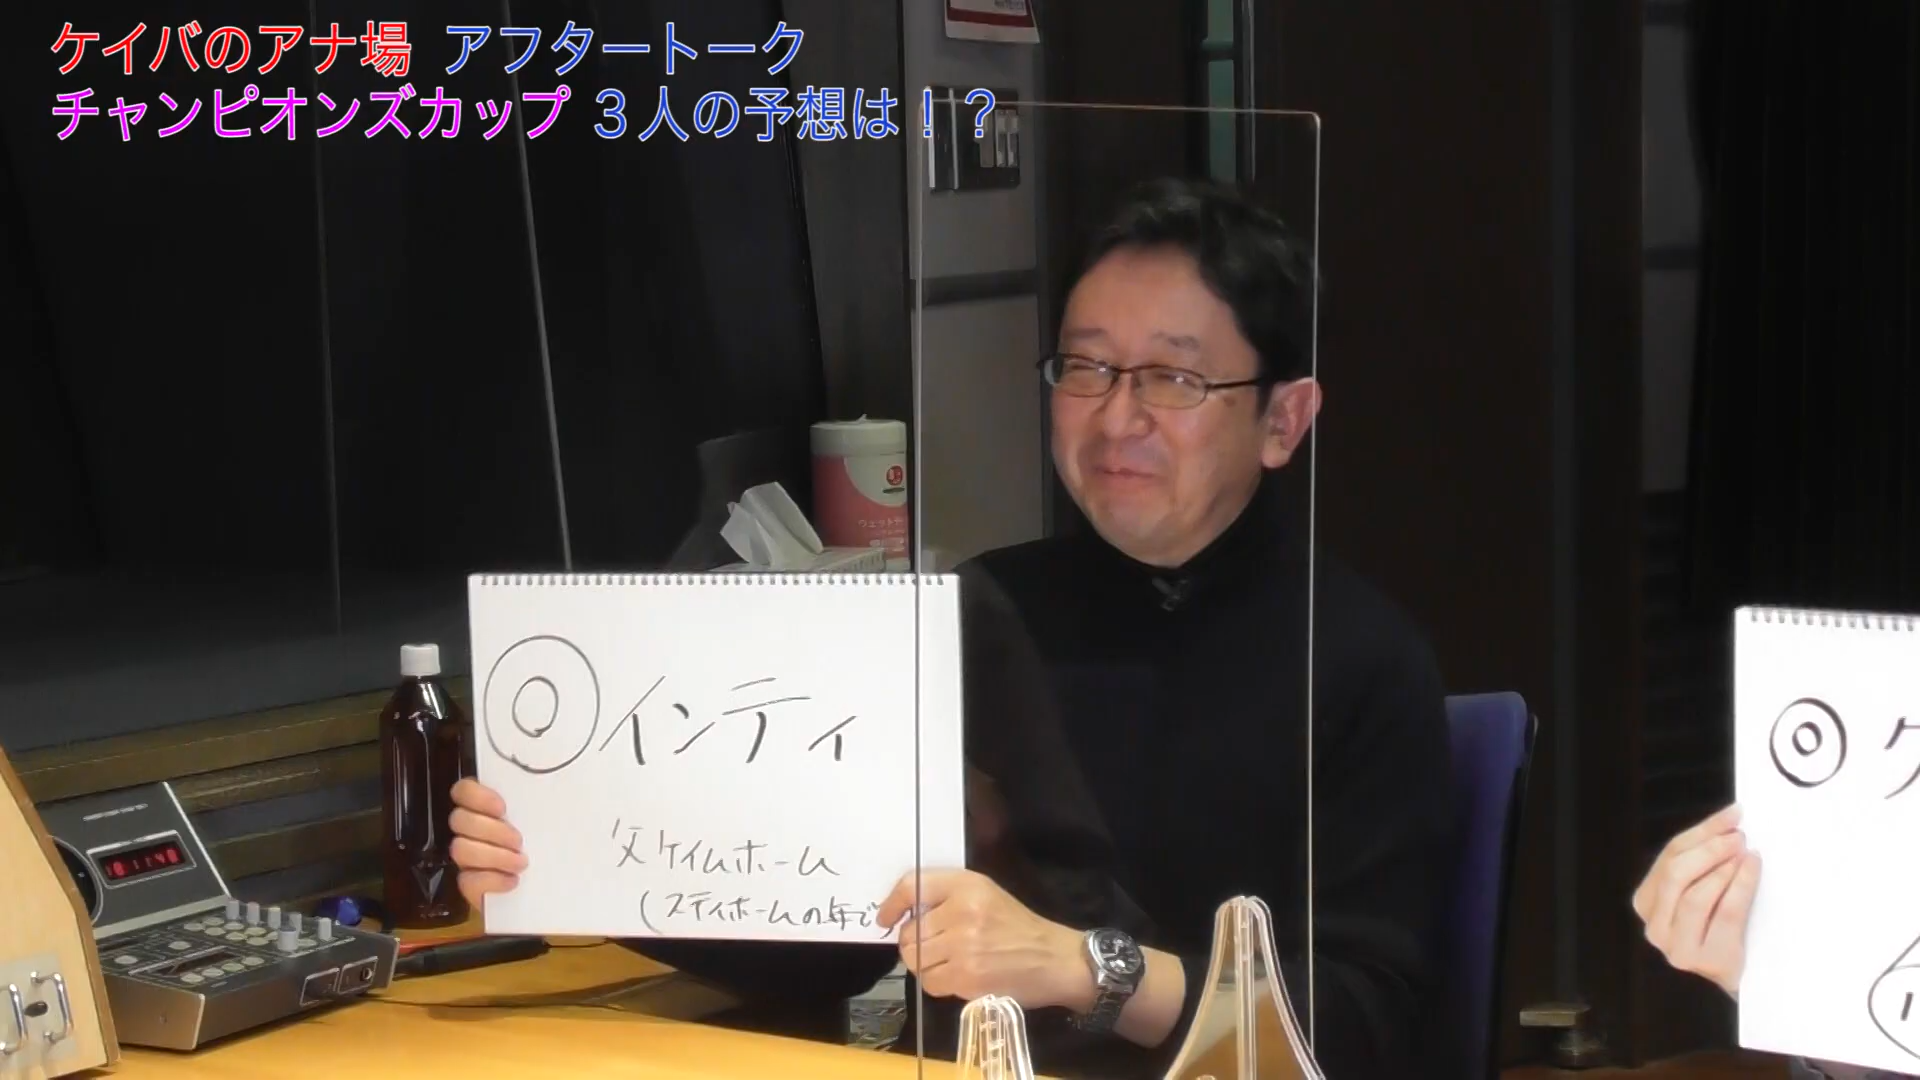 ケイバのアナ場 アフタートーク
チャンピオンズカップ 3人の予想は！？
◎インティ
父ケイムホーム
(ステイホームの年で)
◎